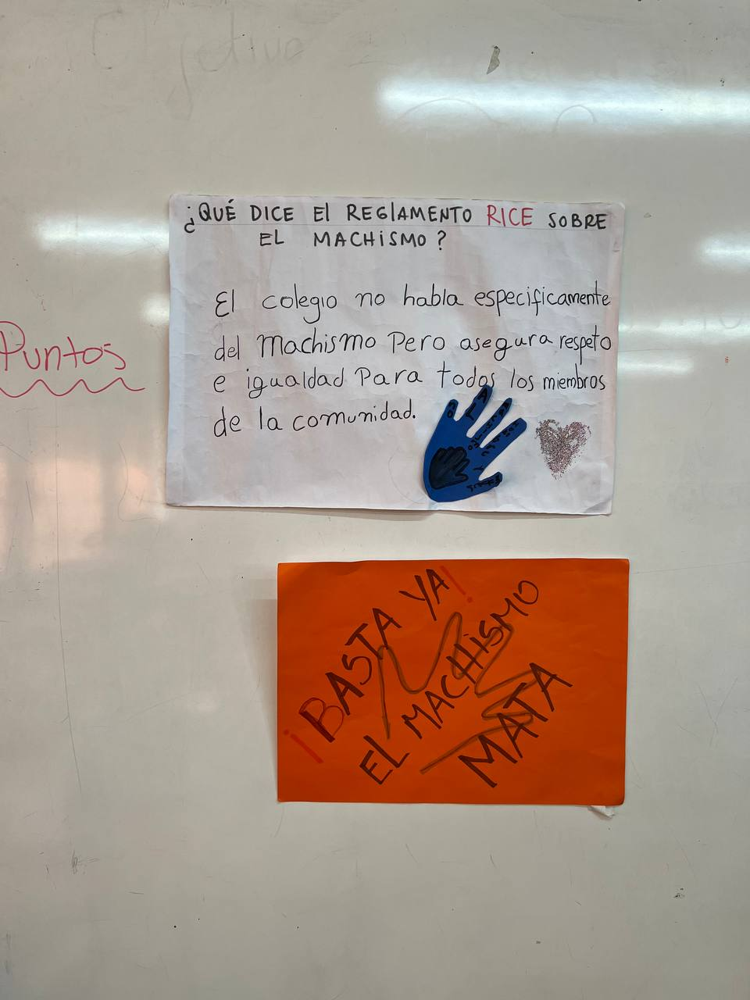 Objetivo
¿QUÉ DICE El REGlAMENTO RICE SOBRE
EL MACHiSMO?
El colegio no habla especificamente
del Machismo Pero asegura respeto
e igualdad Para todos los miembros
de la comunidad.
Puntos
¡BASTA YA!
EL MACHiSMO
MATA